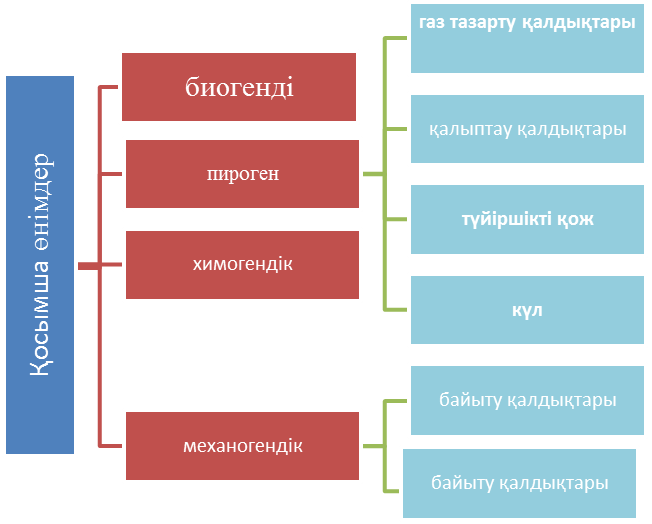 Қосымша өнімдер
биогенді
пироген
химогендік
механогендік
газ тазарту қалдықтары
қалыптау қалдықтары
түйіршікті қож
күл
байыту қалдықтары
байыту қалдықтары